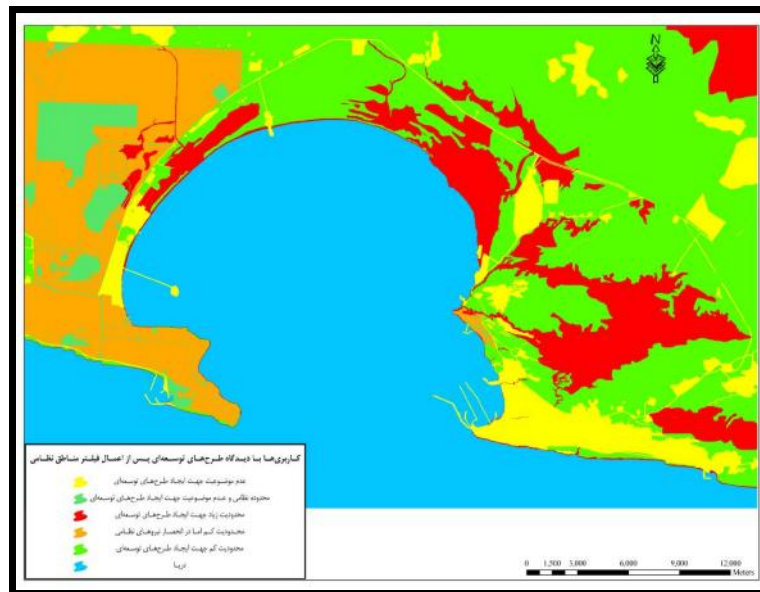 N
کاربری‌ها با دیدگاه طرح‌های توسعه‌ای پس از اعمال فیلتر مناطق نظامی
عدم موضوعیت جهت ایجاد طرح‌های توسعه‌ای
محدوده نظامی و عدم موضوعیت جهت ایجاد طرح‌های توسعه‌ای
محدودیت زیاد جهت ایجاد طرح‌های توسعه‌ای
محدودیت کم اما در انحصار نیروهای نظامی
محدودیت کم جهت ایجاد طرح‌های توسعه‌ای
دریا
0 1,500 3,000 6,000 9,000 12,000
Meters